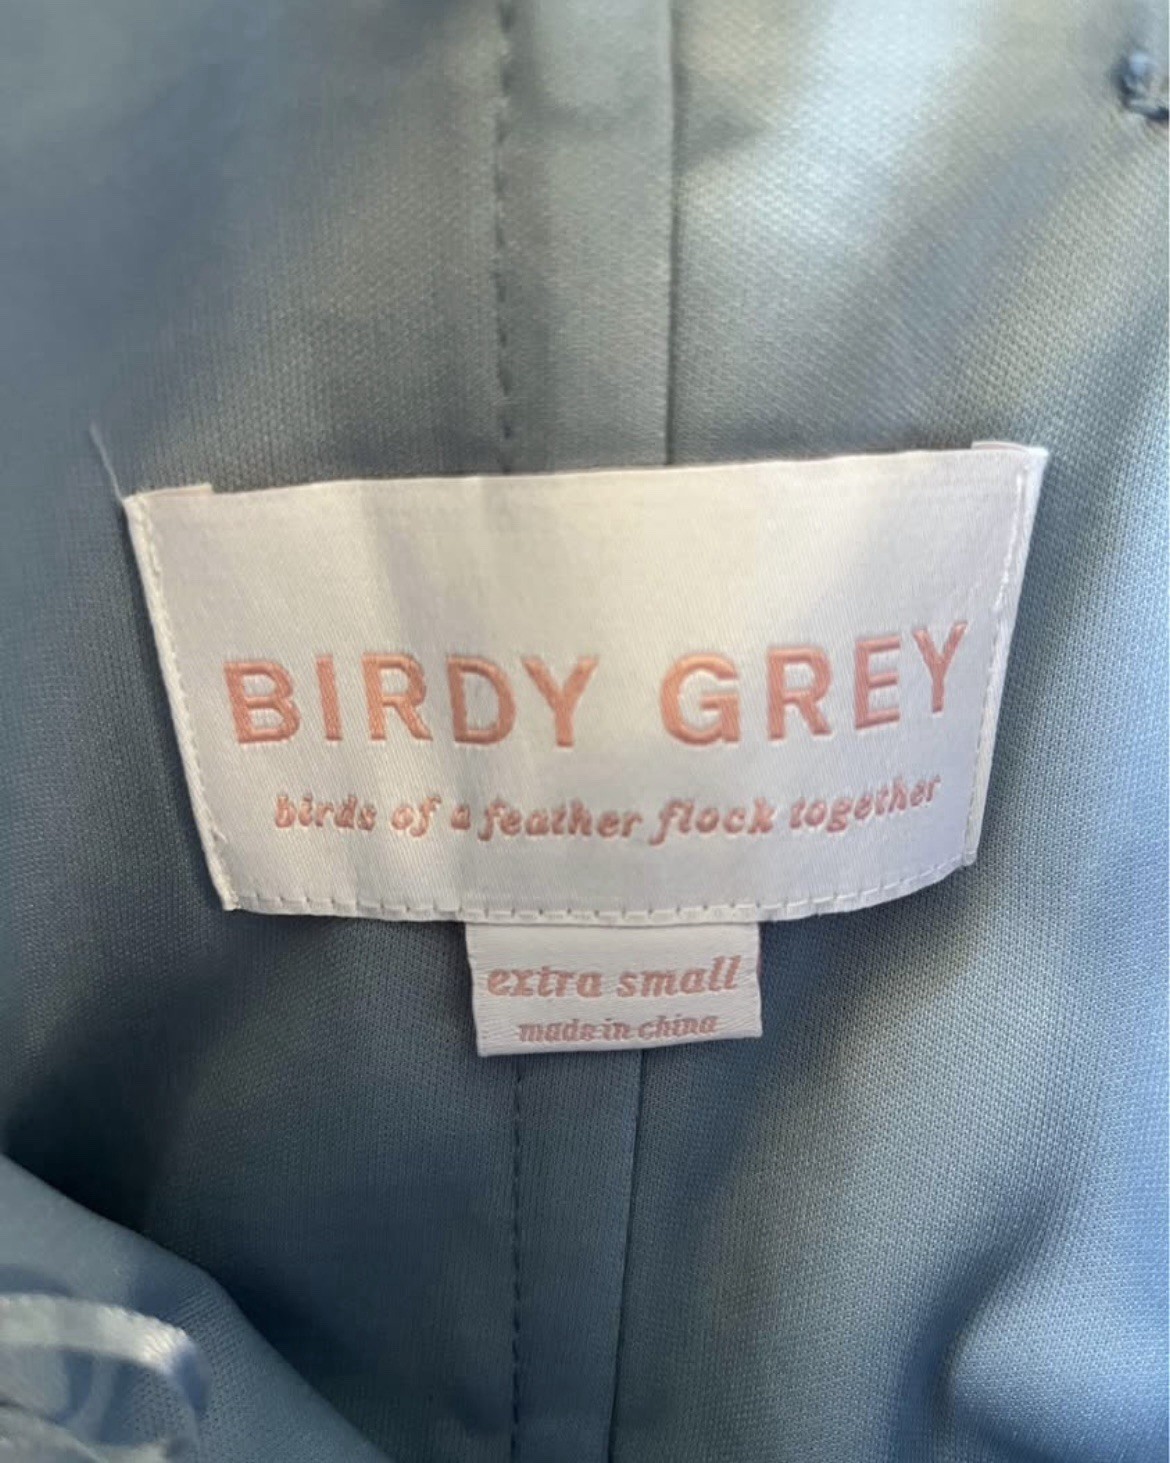 BIRDY GREY
birds of a feather flock together
extra small
made in china